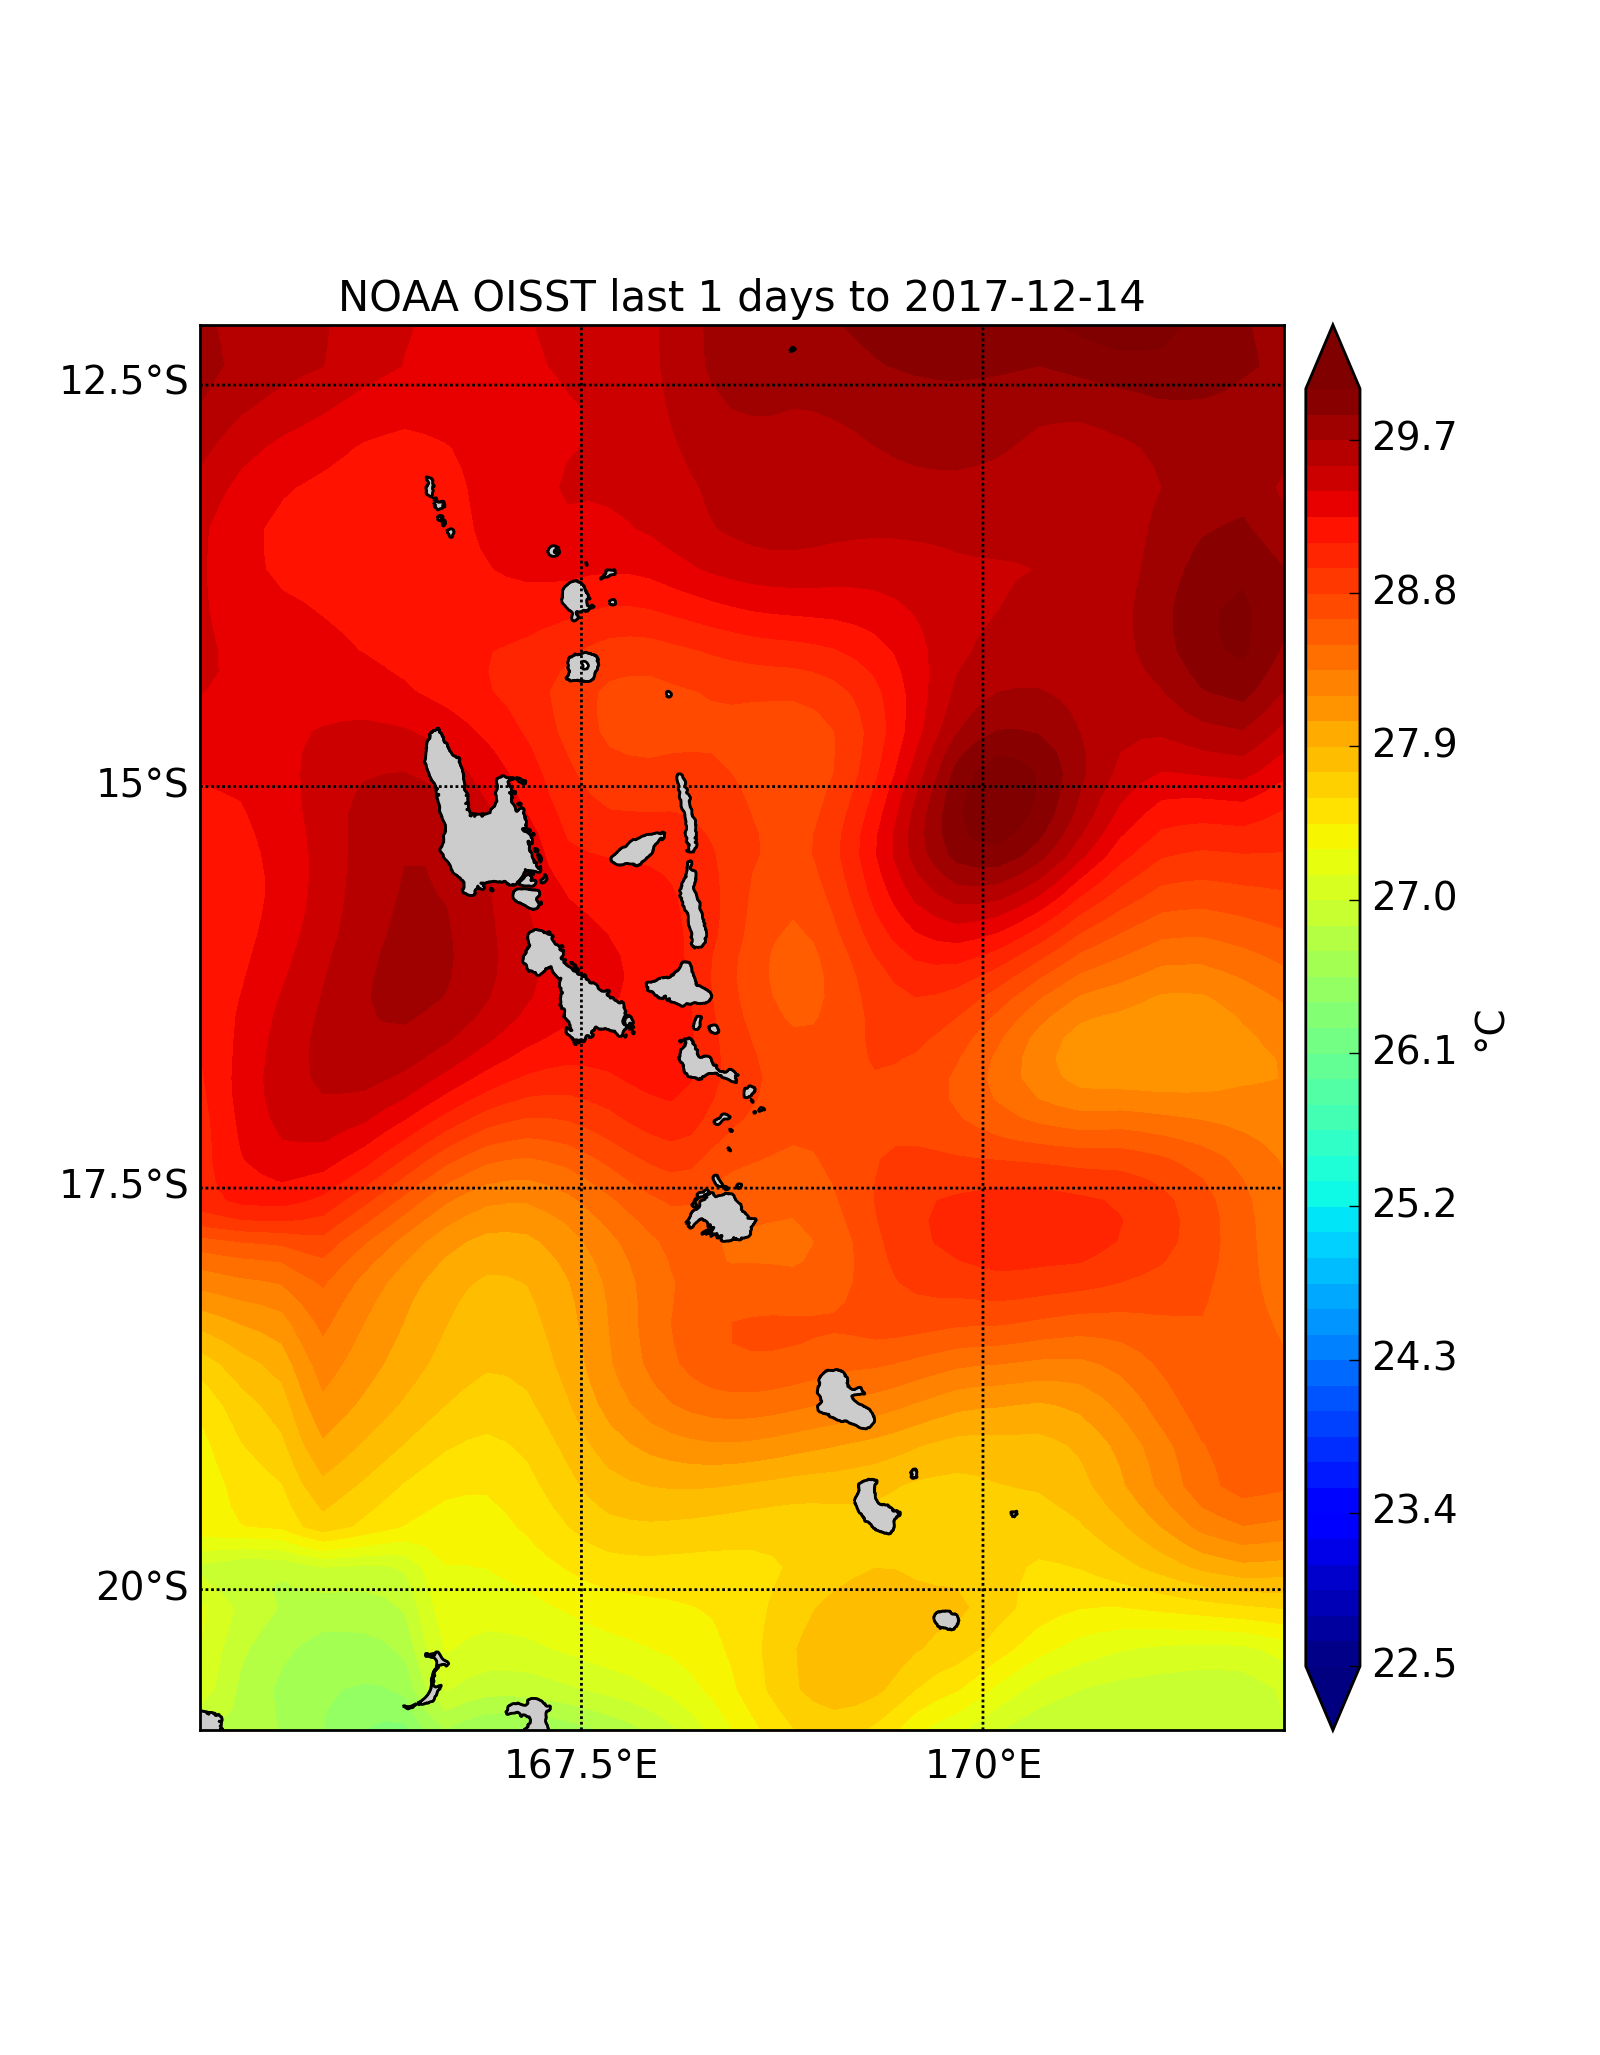 NOAA OISST last 1 days to 2017-12-14
12.5°S
15°S
17.5°S
20°S
167.5°E
170°E
29.7
28.8
27.9
27.0
26.1
25.2
24.3
23.4
22.5
°C